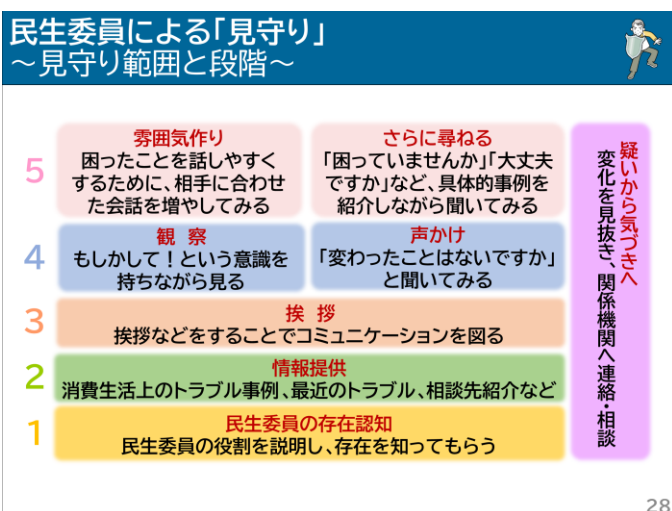 民生委員による「見守り」
～見守り範囲と段階～
5
雰囲気作り
困ったことを話しやすく
するために、相手に合わせ
た会話を増やしてみる
さらに尋ねる
「困っていませんか」「大丈夫
ですか」など、具体的事例を
紹介しながら聞いてみる
4
観 察
もしかして！という意識を
持ちながら見る
声かけ
「変わったことはないですか」
と聞いてみる
3
挨 拶
挨拶などをすることでコミュニケーションを図る
2
情報提供
消費生活上のトラブル事例、最近のトラブル、相談先紹介など
1
民生委員の存在認知
民生委員の役割を説明し、存在を知ってもらう
疑いから気づきへ
変化を見抜き、関係機関へ連絡・相談
28